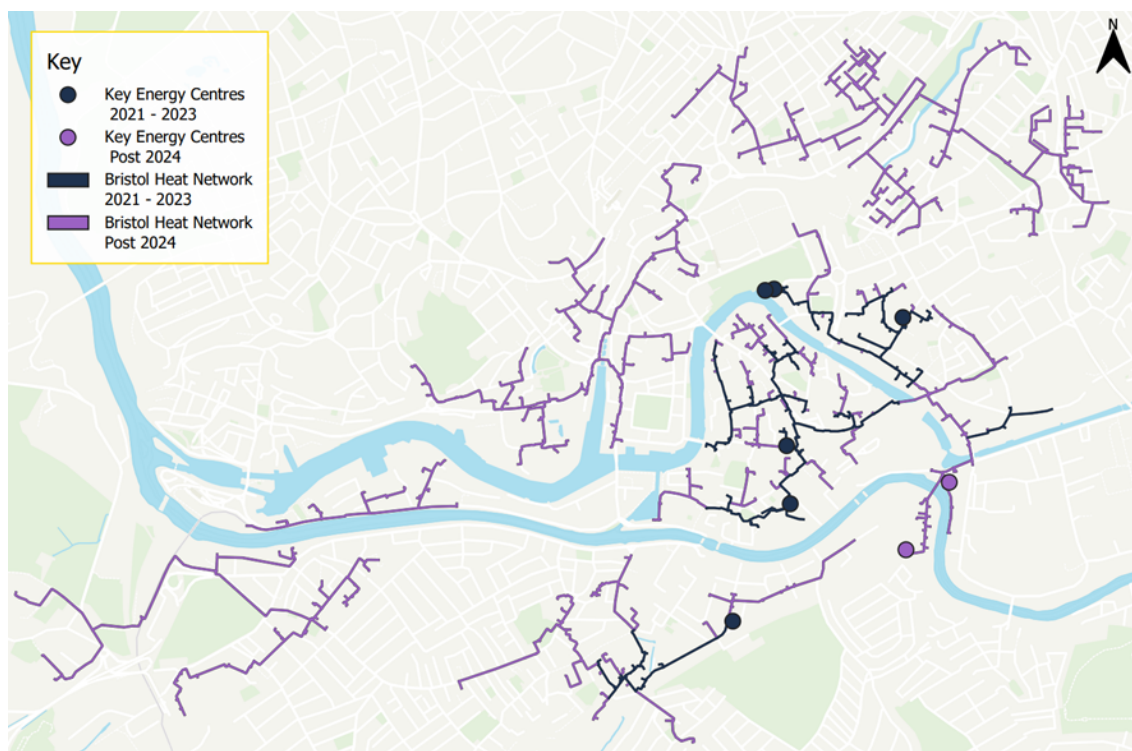 N
Key
Key Energy Centres
2021 - 2023
Key Energy Centres
Post 2024
Bristol Heat Network
2021 - 2023
Bristol Heat Network
Post 2024